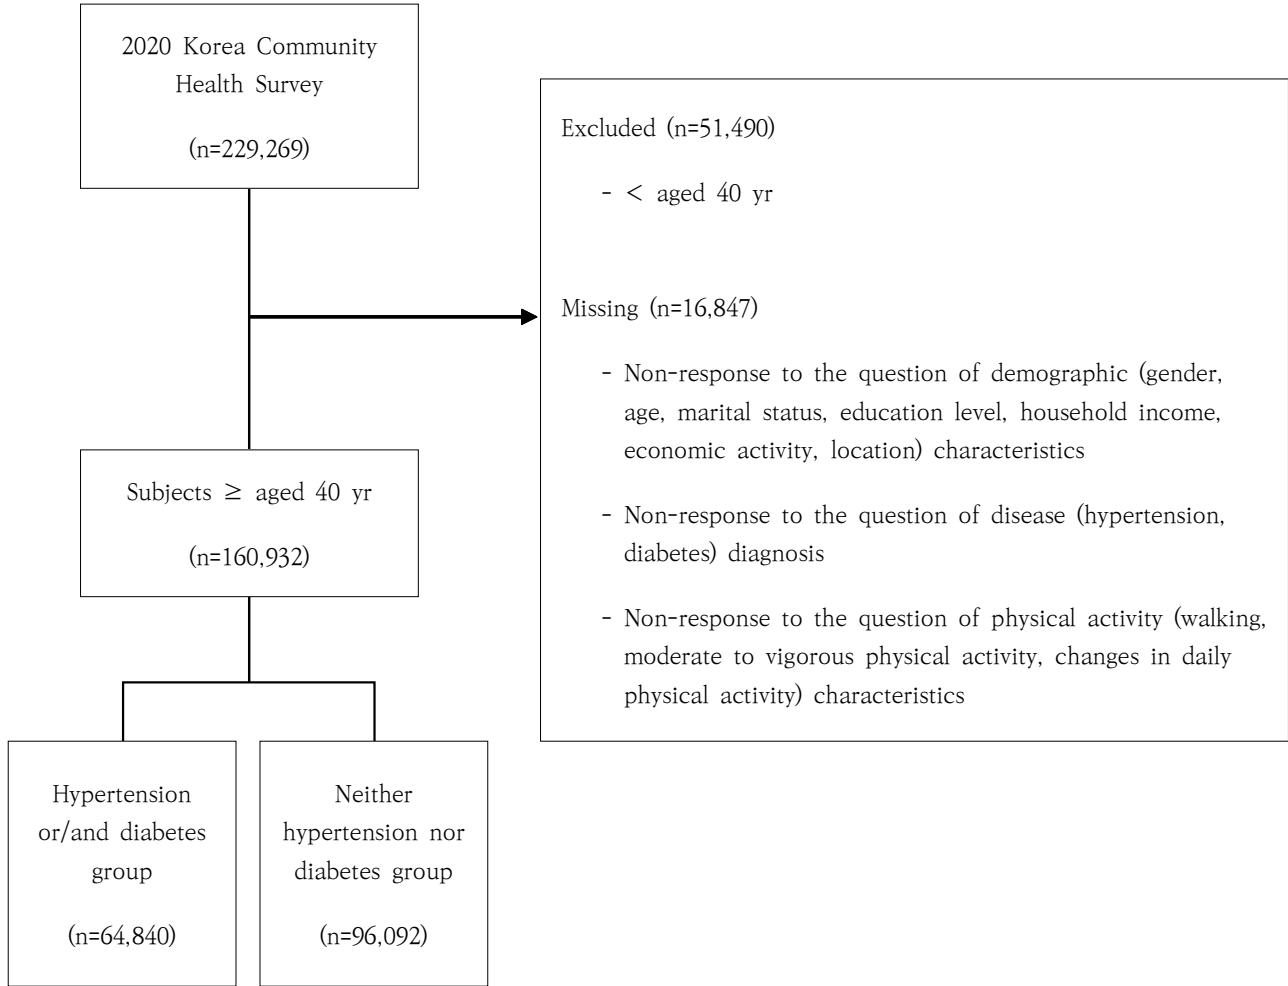 2020 Korea Community
Health Survey
(n=229,269)
Excluded (n=51,490)
- < aged 40 yr
Missing (n=16,847)
- Non-response to the question of demographic (gender,
age, marital status, education level, household income,
economic activity, location) characteristics
- Non-response to the question of disease (hypertension,
diabetes) diagnosis
- Non-response to the question of physical activity (walking,
moderate to vigorous physical activity, changes in daily
physical activity) characteristics
Subjects ≥ aged 40 yr
(n=160,932)
Hypertension
or/and diabetes
group
(n=64,840)
Neither
hypertension nor
diabetes group
(n=96,092)